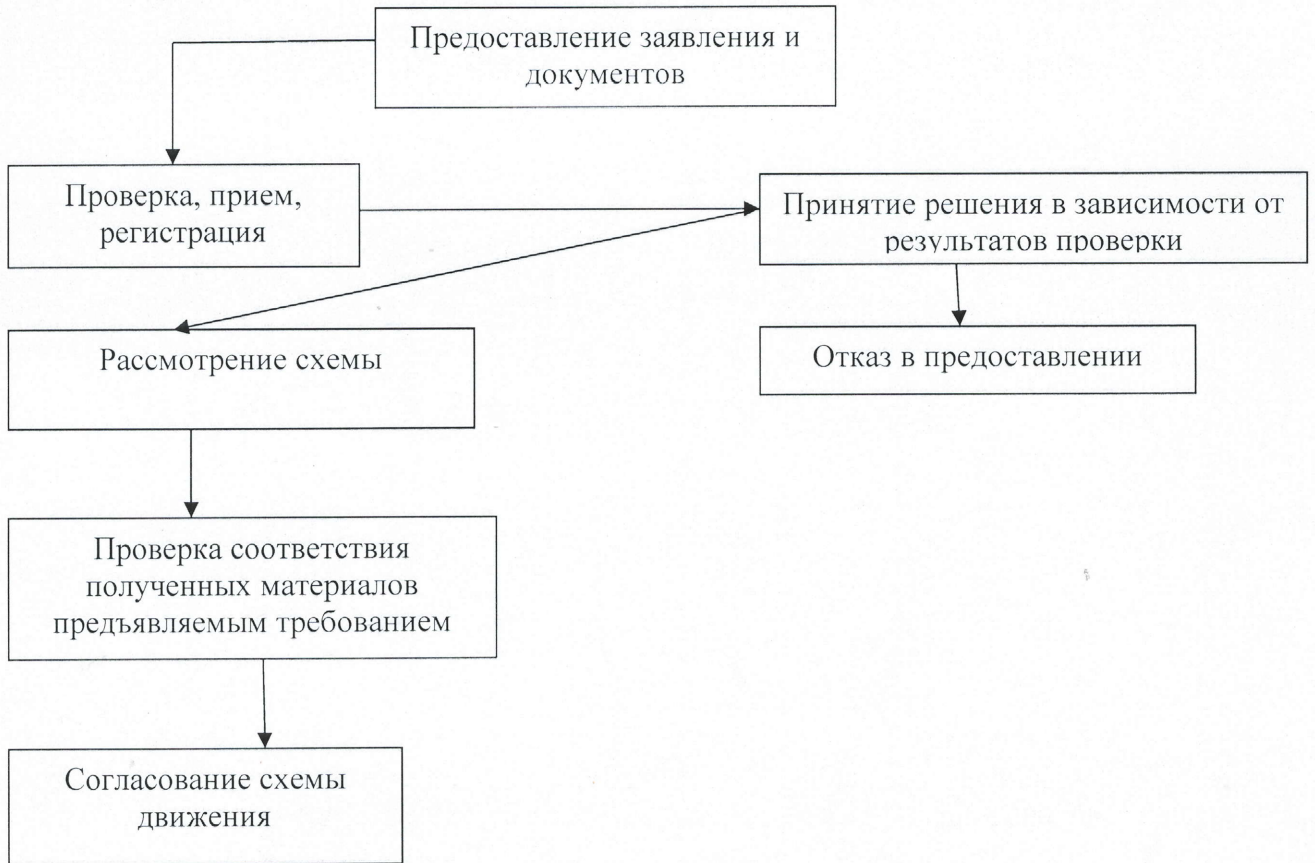 Предоставление заявления и
документов
Проверка, прием,
регистрация
Принятие решения в зависимости от
результатов проверки
Рассмотрение схемы
Отказ в предоставлении
Проверка соответствия
полученных материалов
предъявляемым требованием
Согласование схемы
движения